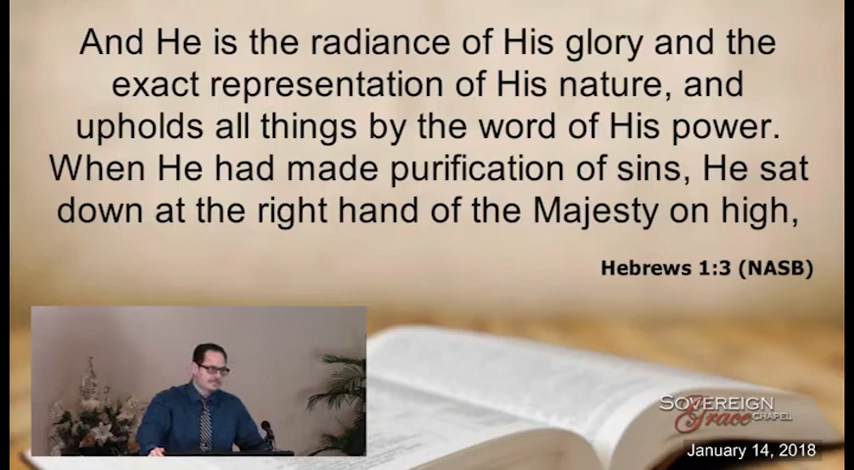 And He is the radiance of His glory and the
exact representation of His nature, and
upholds all things by the word of His power.
When He had made purification of sins, He sat
down at the right hand of the Majesty on high,
Hebrews 1:3 (NASB)
SOVEREIGN
Grace CHAPEL
January 14, 2018